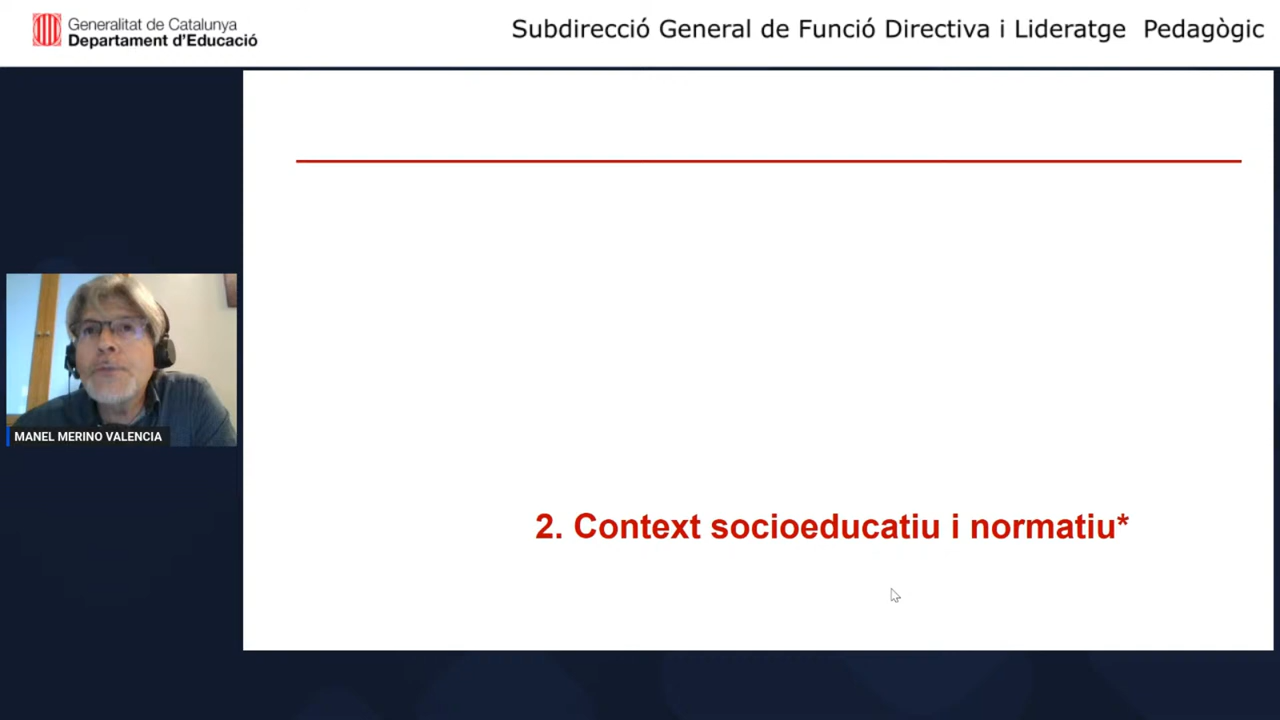 Generalitat de Catalunya
Departament d'Educació
Subdirecció General de Funció Directiva i Lideratge Pedagògic
MANEL MERINO VALENCIA
2. Context socioeducatiu i normatiu*